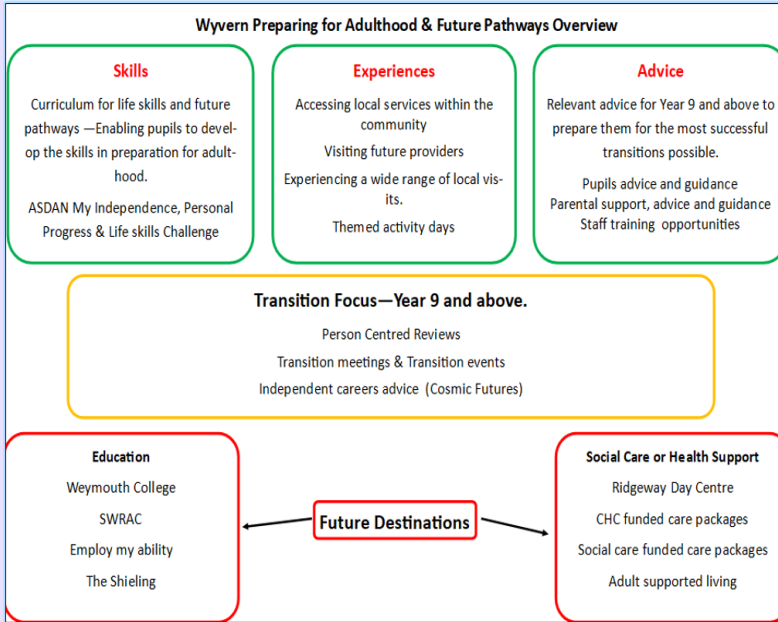 Wyvern Preparing for Adulthood & Future Pathways Overview
Skills
Curriculum for life skills and future
pathways —Enabling pupils to devel-
op the skills in preparation for adult-
hood.
ASDAN My Independence, Personal
Progress & Life skills Challenge
Experiences
Accessing local services within the
community
Visiting future providers
Experiencing a wide range of local vis-
its.
Themed activity days
Advice
Relevant advice for Year 9 and above to
prepare them for the most successful
transitions possible.
Pupils advice and guidance
Parental support, advice and guidance
Staff training opportunities
Transition Focus—Year 9 and above.
Person Centred Reviews
Transition meetings & Transition events
Independent careers advice (Cosmic Futures)
Education
Weymouth College
SWRAC
Employ my ability
The Shieling
Future Destinations
Social Care or Health Support
Ridgeway Day Centre
CHC funded care packages
Social care funded care packages
Adult supported living